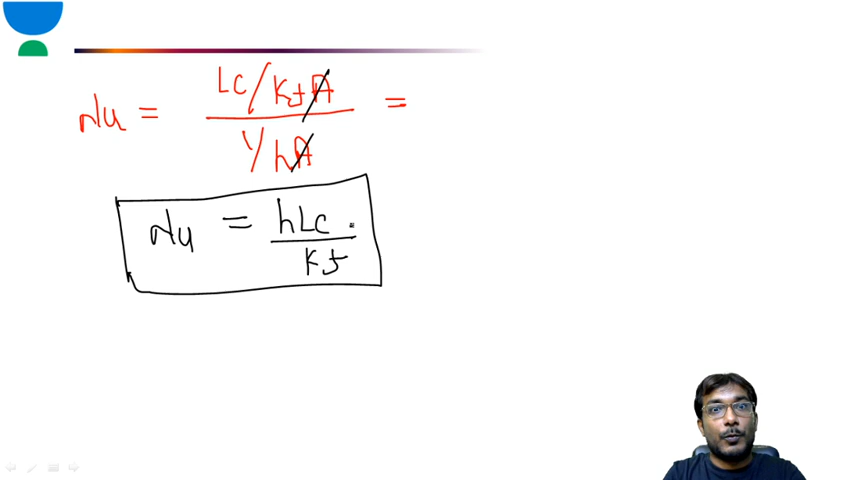 Nu = Lc/KfA / 1/hA =
Nu = hLc / Kf